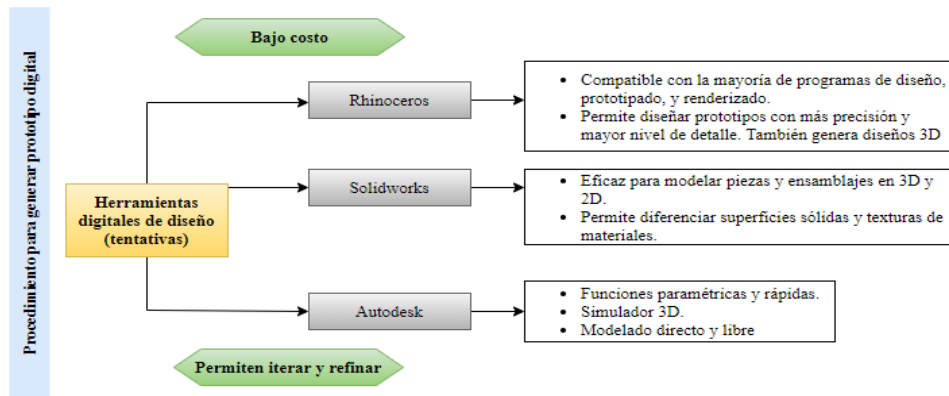 Procedimiento para generar prototipo digital
Bajo costo
Herramientas
digitales de diseño
(tentativas)
Rhinoceros
• Compatible con la mayoría de programas de diseño,
prototipado, y renderizado.
• Permite diseñar prototipos con más precisión y
mayor nivel de detalle. También genera diseños 3D
Solidworks
• Eficaz para modelar piezas y ensamblajes en 3D y
2D.
• Permite diferenciar superficies sólidas y texturas de
materiales.
Autodesk
• Funciones paramétricas y rápidas.
• Simulador 3D.
• Modelado directo y libre
Permiten iterar y refinar